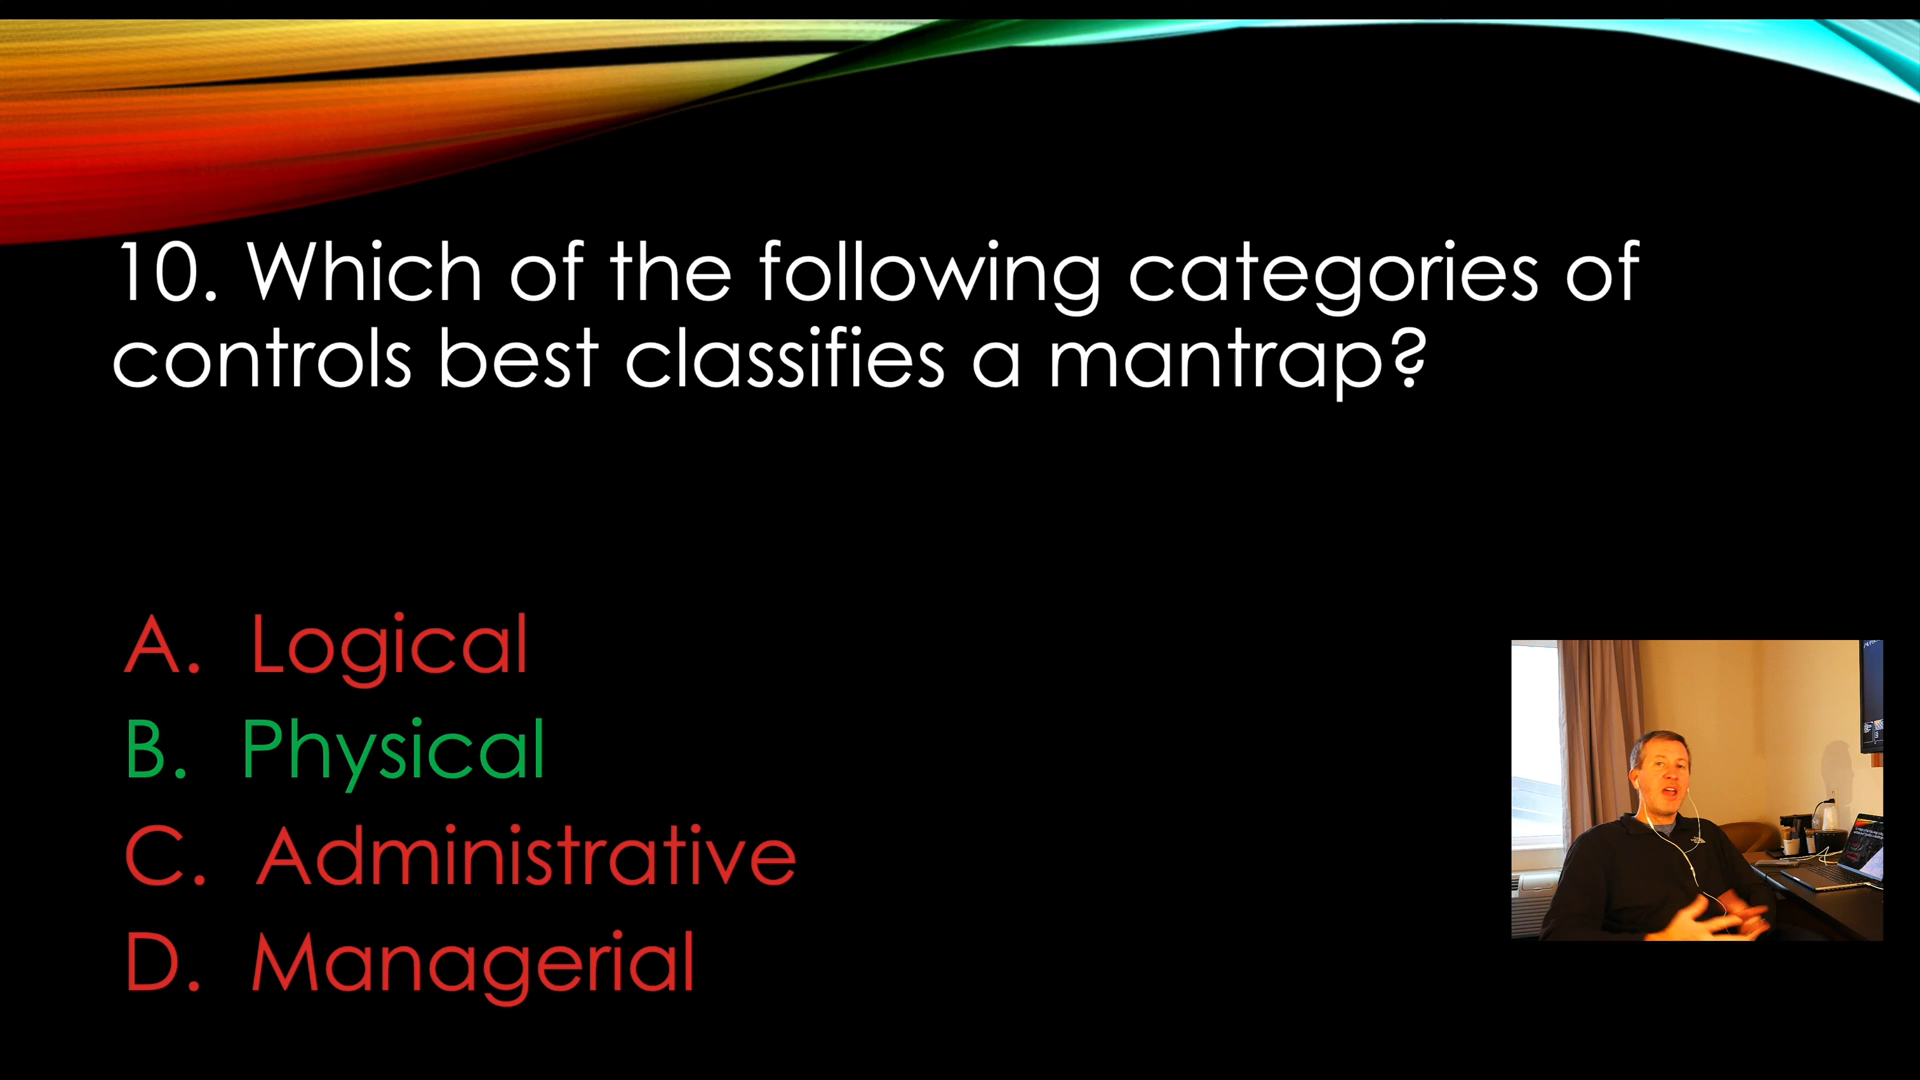 10. Which of the following categories of
controls best classifies a mantrap?
A. Logical
B. Physical
C. Administrative
D. Managerial